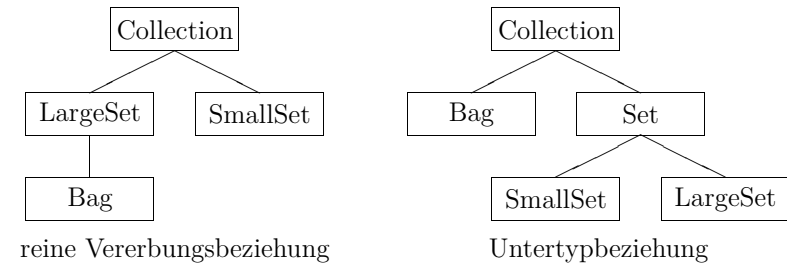 Collection
LargeSet
SmallSet
Bag
reine Vererbungsbeziehung
Collection
Bag
Set
SmallSet
LargeSet
Untertypbeziehung